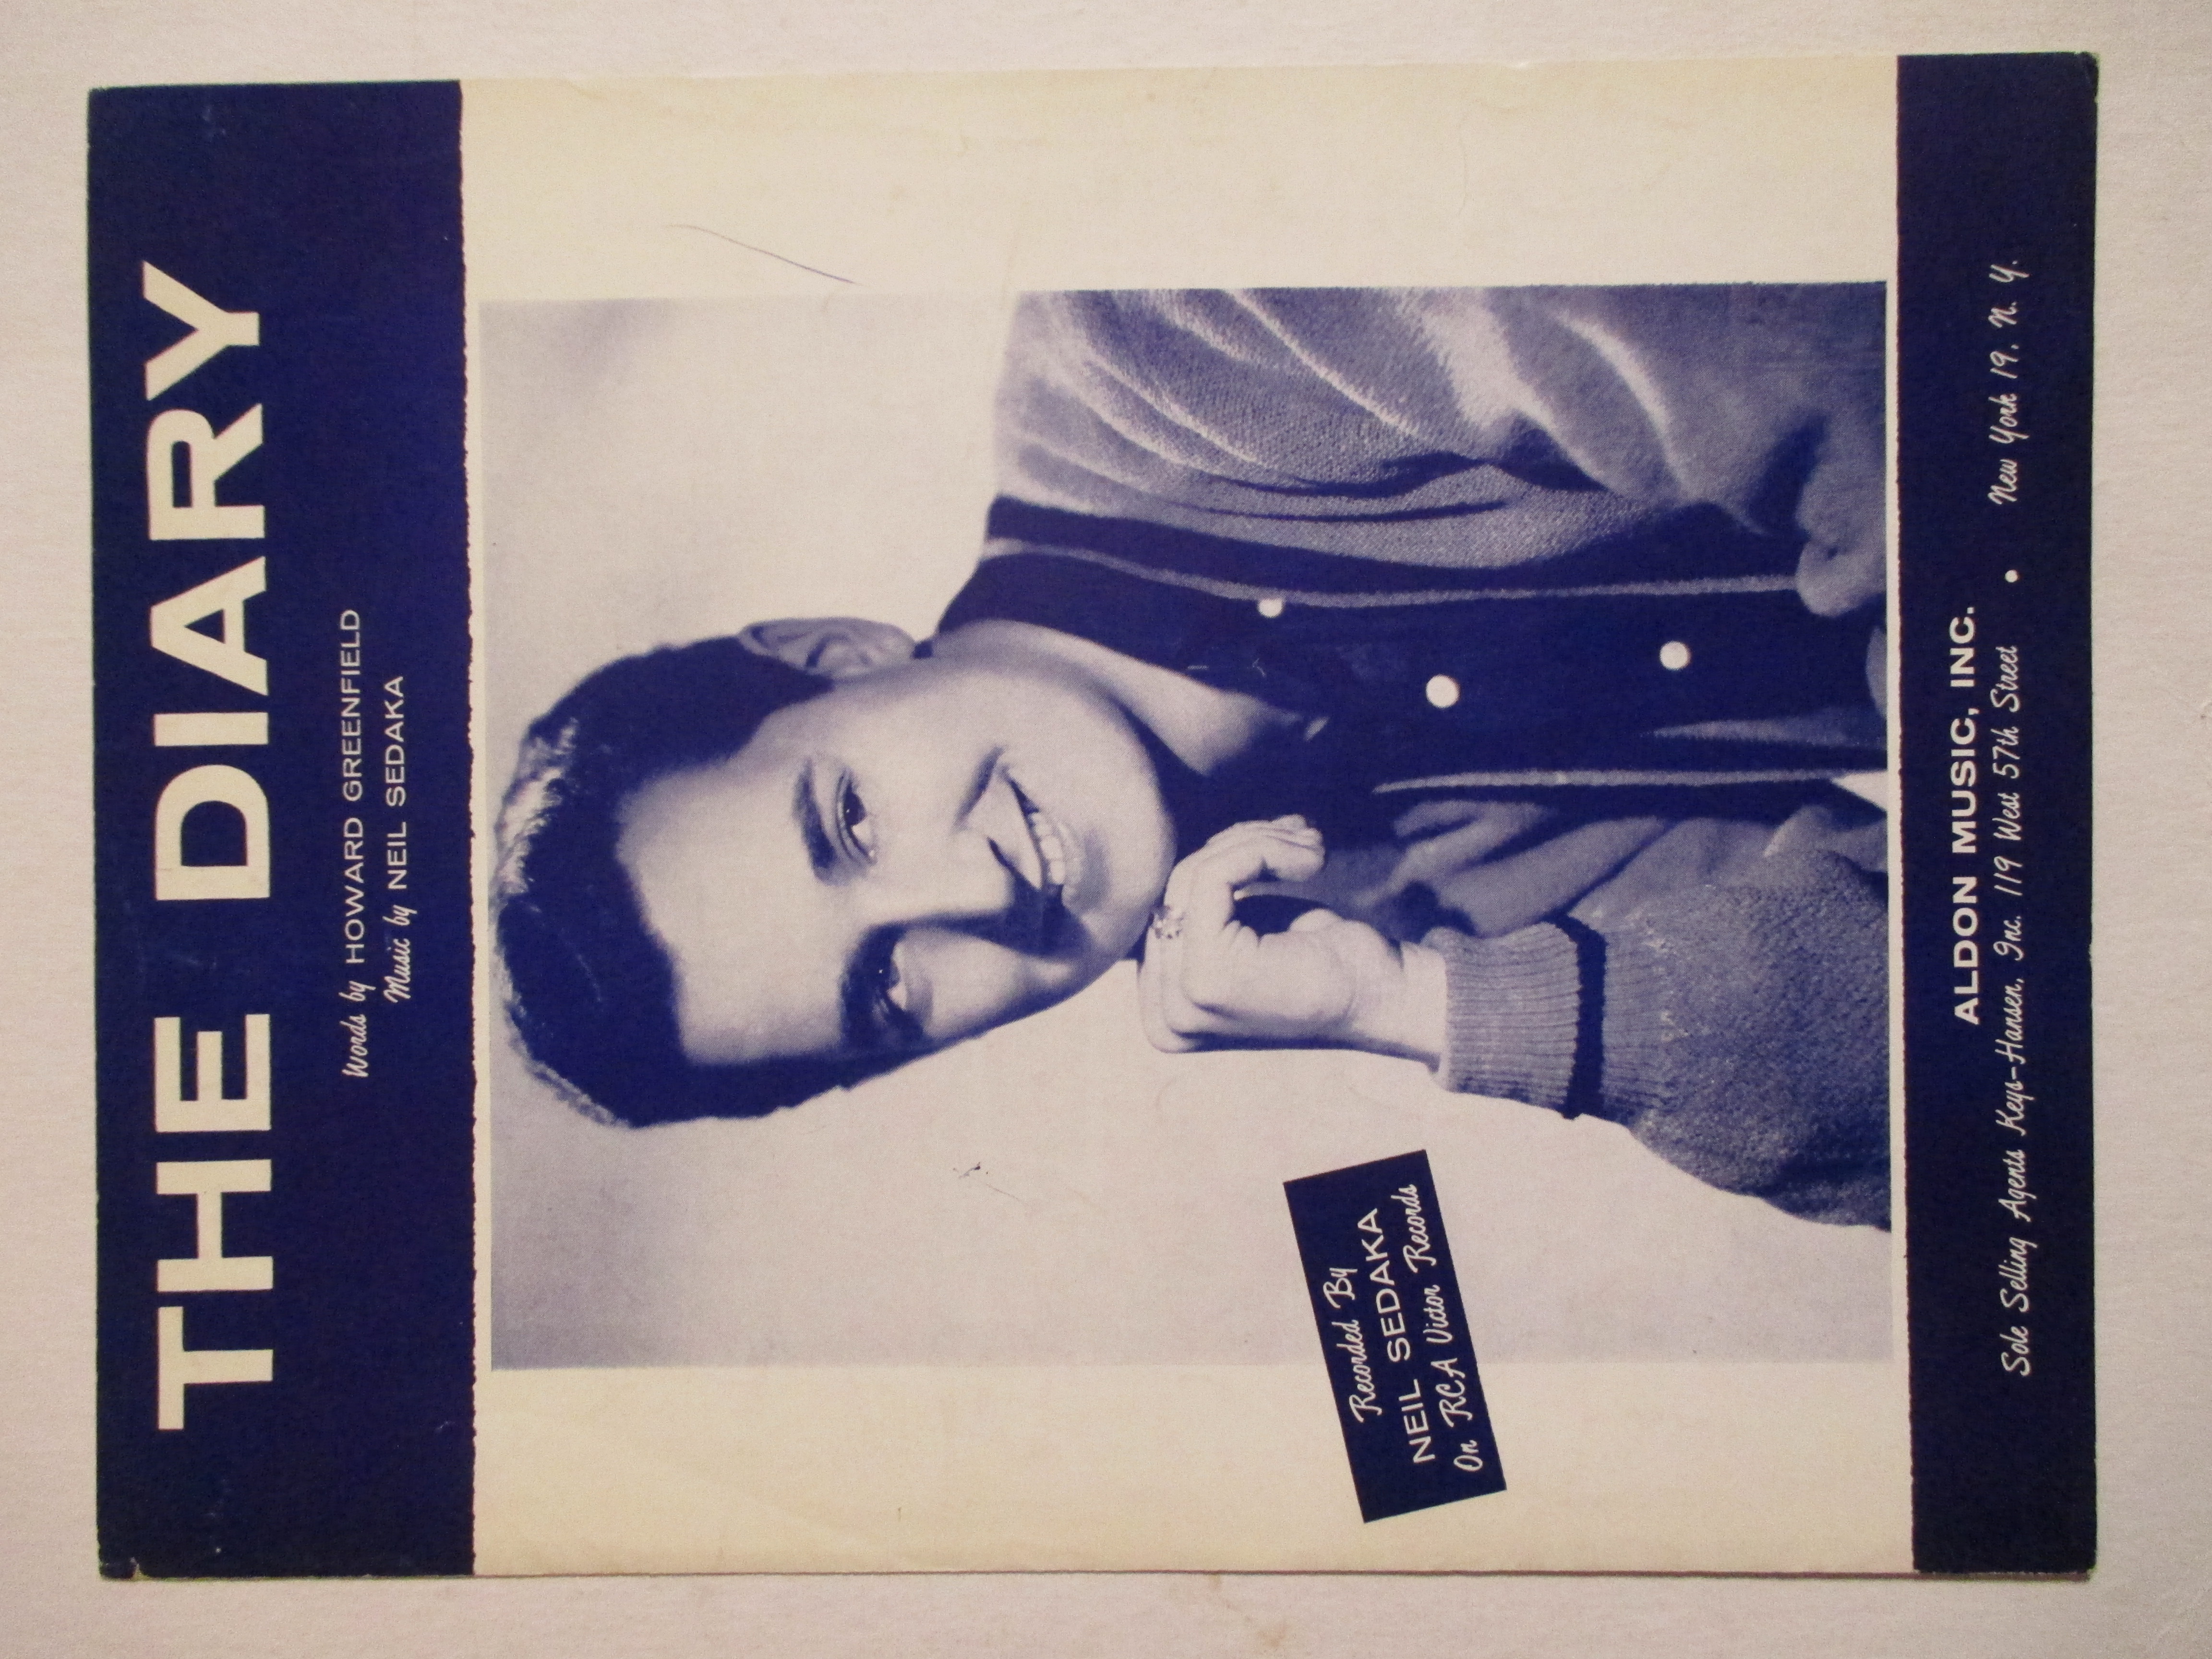 THE DIARY
Words by HOWARD GREENFIELD
Music by NEIL SEDAKA
Recorded By
NEIL SEDAKA
On RCA Victor Records
ALDON MUSIC, INC.
Sole Selling Agents Keys-Hansen, Inc. 119 West 57th Street • New York 19, N. Y.